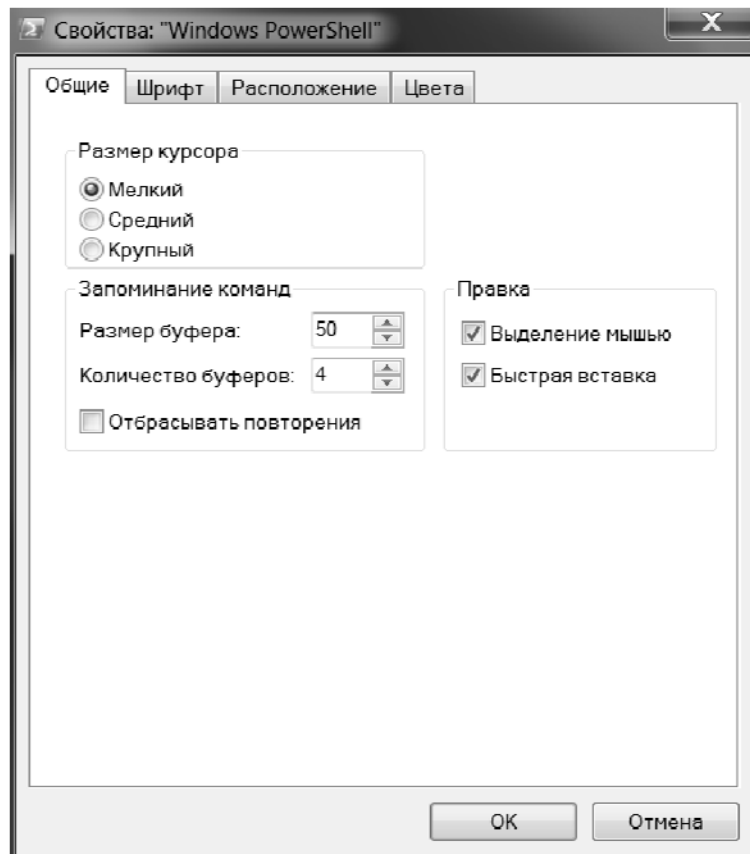 Свойства: "Windows PowerShell"
X
Общие Шрифт Расположение Цвета
Размер курсора
Мелкий
Средний
Крупный
Запоминание команд
Размер буфера: 50
Количество буферов: 4
Отбрасывать повторения
Правка
Выделение мышью
Быстрая вставка
OK Отмена